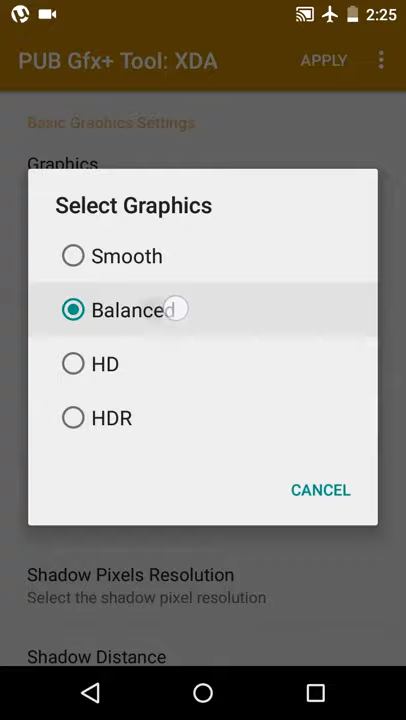 2:25
PUB Gfx+ Tool: XDA APPLY
Basic Graphics Settings
Graphics
Select Graphics
Smooth
Balanced
HD
HDR
CANCEL
Shadow Pixels Resolution
Select the shadow pixel resolution
Shadow Distance